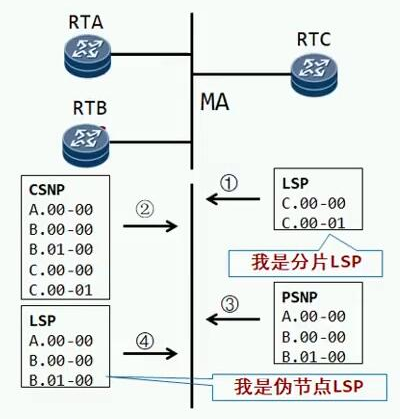 RTA
RTC
MA
RTB
CSNP
A.00-00
B.00-00
B.01-00
C.00-00
C.00-01
②
①
LSP
C.00-00
C.00-01
我是分片LSP
LSP
A.00-00
B.00-00
B.01-00
④
③
PSNP
A.00-00
B.00-00
B.01-00
我是伪节点LSP